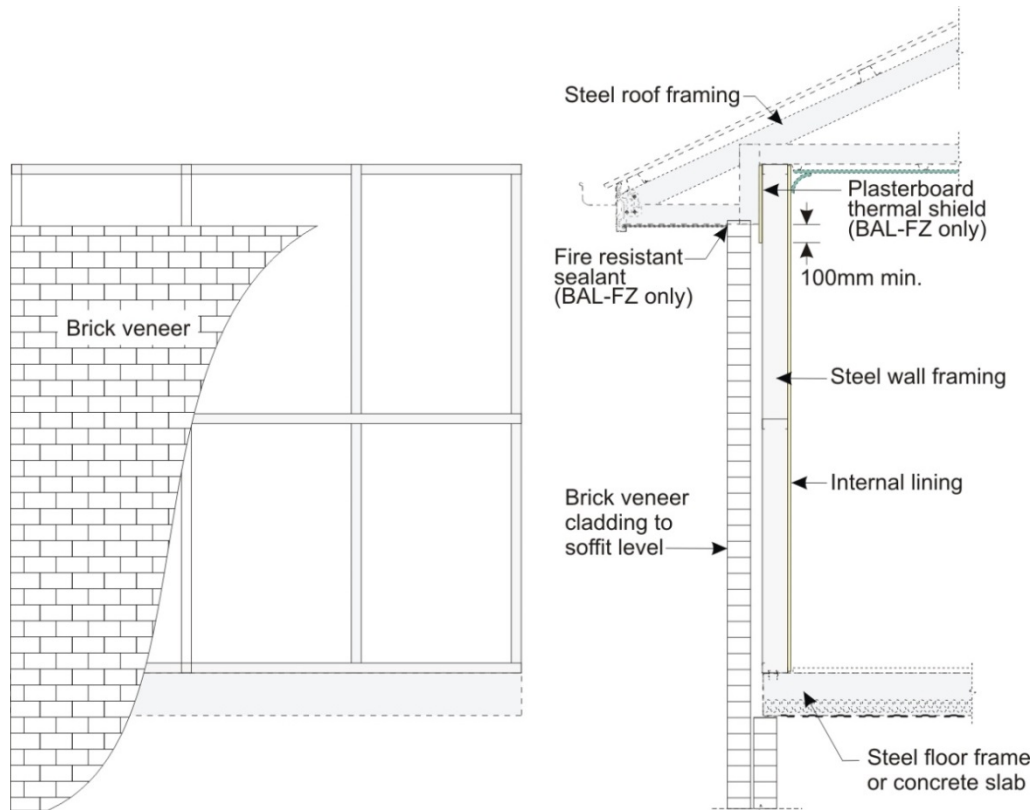 Steel roof framing
Plasterboard
thermal shield
(BAL-FZ only)
Fire resistant
sealant
(BAL-FZ only)
100mm min.
Brick veneer
Steel wall framing
Internal lining
Brick veneer
cladding to
soffit level
Steel floor frame
or concrete slab